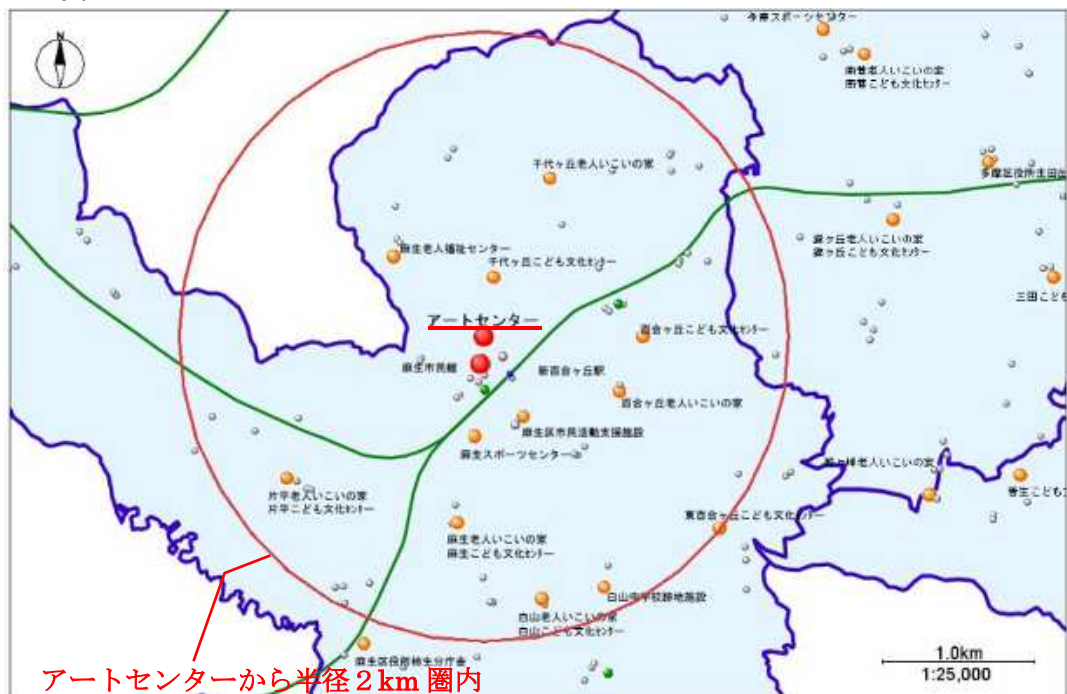 多摩スポーツセンター
N
南菅老人いこいの家
南菅こども文化センター
千代ヶ丘老人いこいの家
多摩区役所生田出
麻生老人福祉センター
千代ヶ丘こども文化センター
錦ヶ丘老人いこいの家
錦ヶ丘こども文化センター
三田こども
アートセンター
百合ヶ丘こども文化センター
麻生市民館
新百合ヶ丘駅
百合ヶ丘老人いこいの家
麻生区市民活動支援施設
麻生スポーツセンター
老人いこいの家
菅生こども文
片平老人いこいの家
片平こども文化センター
東百合ヶ丘こども文化センター
麻生老人いこいの家
麻生こども文化センター
白山中学校跡地施設
白山老人いこいの家
白山こども文化センター
麻生区役所柿生分庁舎
1.0km
1:25,000
アートセンターから半径2km圏内